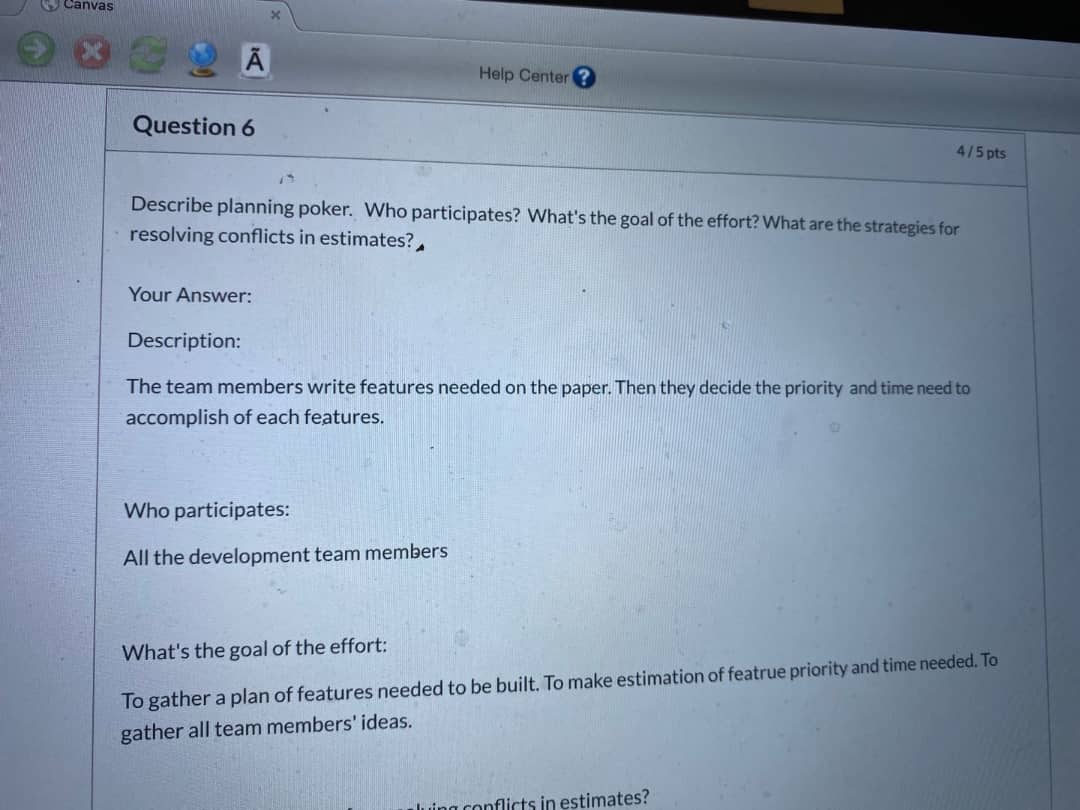 Canvas
Ã
Help Center ?
Question 6
4 / 5 pts
Describe planning poker. Who participates? What's the goal of the effort? What are the strategies for
resolving conflicts in estimates?
Your Answer:
Description:
The team members write features needed on the paper. Then they decide the priority and time need to
accomplish of each features.
Who participates:
All the development team members
What's the goal of the effort:
To gather a plan of features needed to be built. To make estimation of featrue priority and time needed. To
gather all team members' ideas.
conflicts in estimates?